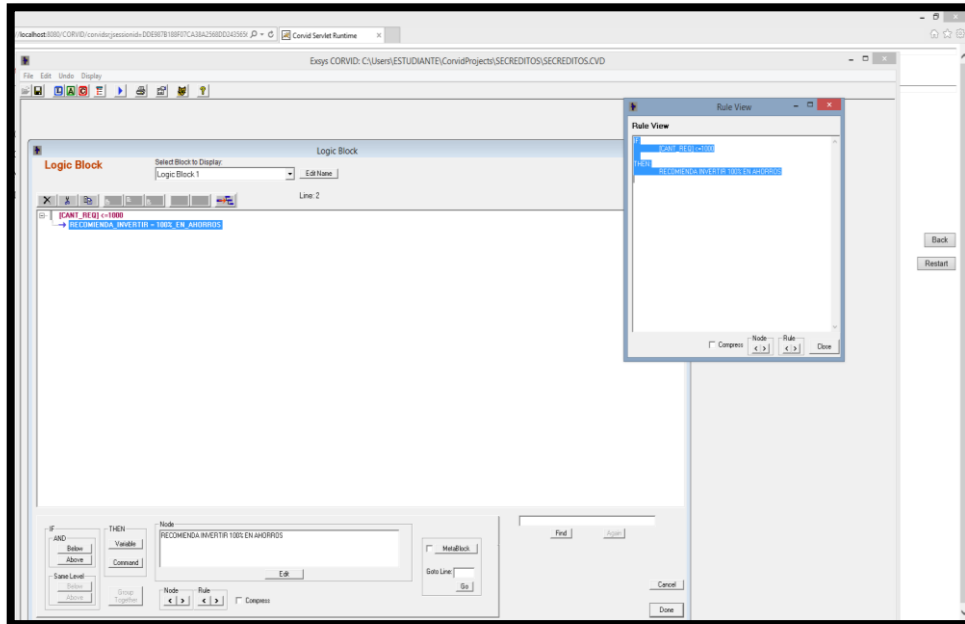 localhost:8080/CORVID/corvidsr;jsessionid=
Corvid Servlet Runtime
Exsys CORVID: C:\Users\ESTUDIANTE\CorvidProjects\SECREDITOS\SECREDITOS.CVD
File Edit Undo Display
Rule View
Rule View
IF
[CANT_REQ] <=1000
THEN
RECOMIENDA INVERTIR 100% EN AHORROS
Compress
Node
Rule
Done
Logic Block
Logic Block
Select Block to Display:
Logic Block 1
Edit Name
Line: 2
[CANT_REQ] <=1000
RECOMIENDA_INVERTIR = 100%_EN_AHORROS
Back
Restart
IF
AND
Below
Above
Same Level
Below
Above
THEN
Variable
Command
Group
Together
Node
RECOMIENDA INVERTIR 100% EN AHORROS
Edit
Node
Rule
Compress
MetaBlock
Goto Line:
Go
Find
Again
Cancel
Done